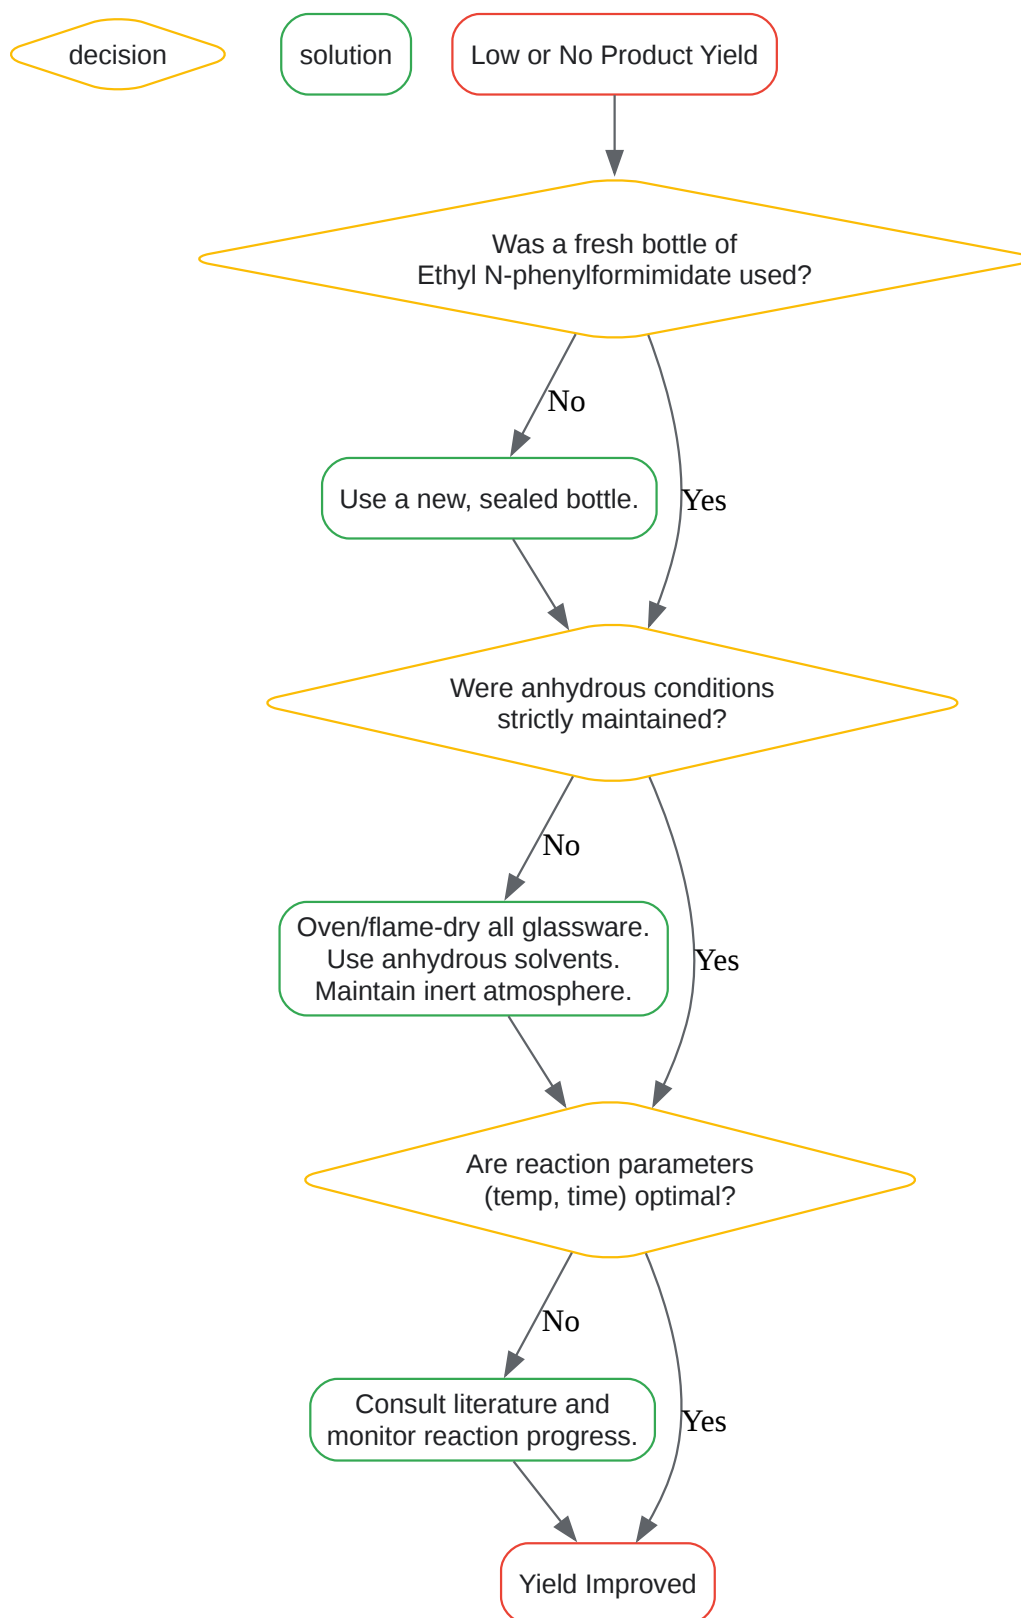 decision
solution
Low or No Product Yield
Was a fresh bottle of
Ethyl N-phenylformimidate used?
No
Use a new, sealed bottle.
Yes
Were anhydrous conditions
strictly maintained?
No
Oven/flame-dry all glassware.
Use anhydrous solvents.
Maintain inert atmosphere.
Yes
Are reaction parameters
(temp, time) optimal?
No
Consult literature and
monitor reaction progress.
Yes
Yield Improved